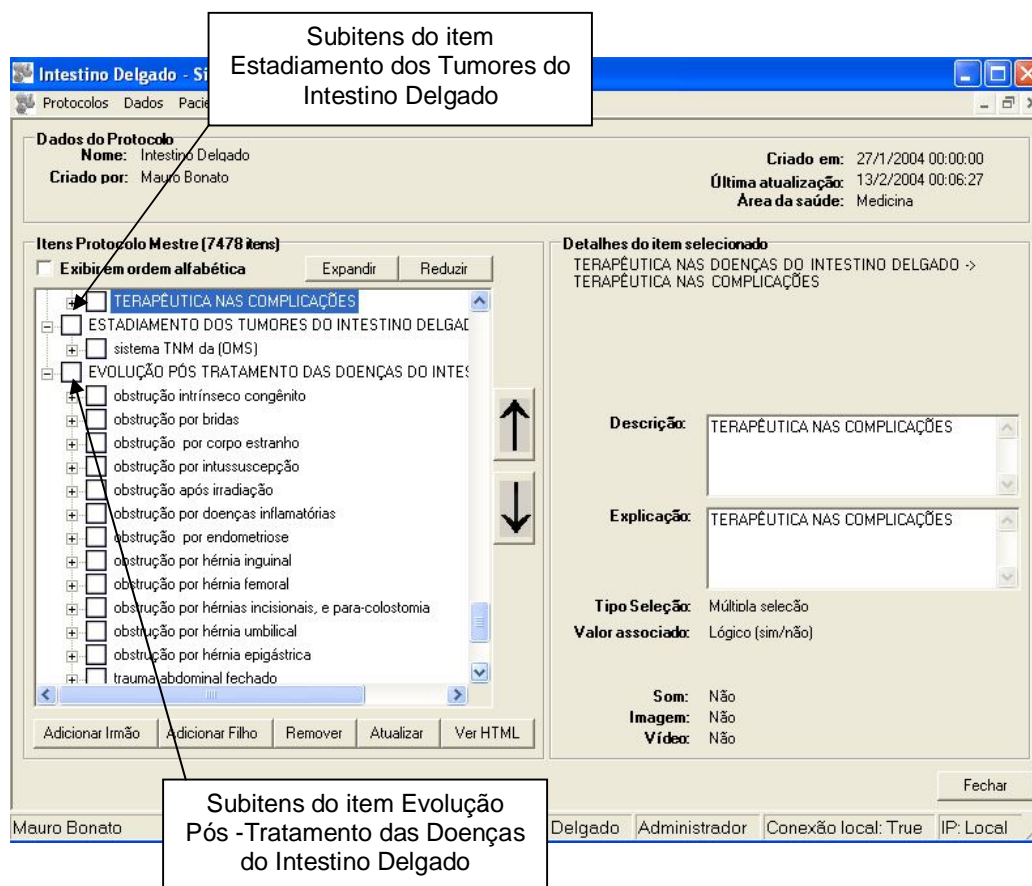 Subitens do item
Estadiamento dos Tumores do
Intestino Delgado
Intestino Delgado - Si
Protocolos Dados Pacie
Dados do Protocolo
Nome: Intestino Delgado
Criado por: Mauro Bonato
Criado em: 27/1/2004 00:00:00
Última atualização: 13/2/2004 00:06:27
Área da saúde: Medicina
Itens Protocolo Mestre (7478 itens)
Exibir em ordem alfabética
Expandir
Reduzir
TERAPÊUTICA NAS COMPLICAÇÕES
ESTADIAMENTO DOS TUMORES DO INTESTINO DELGAD
sistema TNM da (OMS)
EVOLUÇÃO PÓS TRATAMENTO DAS DOENÇAS DO INTES
obstrução intrínseco congênito
obstrução por bridas
obstrução por corpo estranho
obstrução por intussuscepção
obstrução após irradiação
obstrução por doenças inflamatórias
obstrução por endometriose
obstrução por hérnia inguinal
obstrução por hérnia femoral
obstrução por hérnias incisionais, e para-colostomia
obstrução por hérnia umbilical
obstrução por hérnia epigástrica
trauma abdominal fechado
Adicionar Irmão
Adicionar Filho
Remover
Atualizar
Ver HTML
Detalhes do item selecionado
TERAPÊUTICA NAS DOENÇAS DO INTESTINO DELGADO ->
TERAPÊUTICA NAS COMPLICAÇÕES
Descrição: TERAPÊUTICA NAS COMPLICAÇÕES
Explicação: TERAPÊUTICA NAS COMPLICAÇÕES
Tipo Seleção: Múltipla seleção
Valor associado: Lógico (sim/não)
Som: Não
Imagem: Não
Vídeo: Não
Fechar
Mauro Bonato
Delgado
Administrador
Conexão local: True
IP: Local
Subitens do item Evolução
Pós -Tratamento das Doenças
do Intestino Delgado